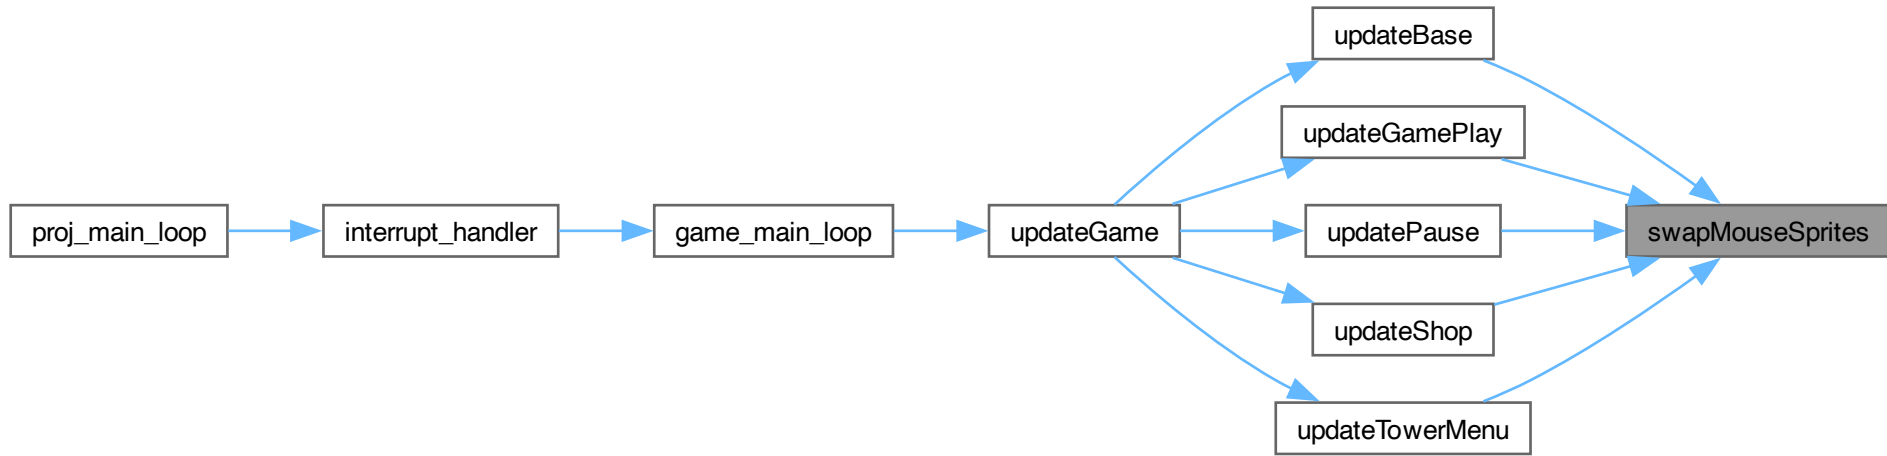 updateBase
updateGamePlay
proj_main_loop
interrupt_handler
game_main_loop
updateGame
updatePause
swapMouseSprites
updateShop
updateTowerMenu